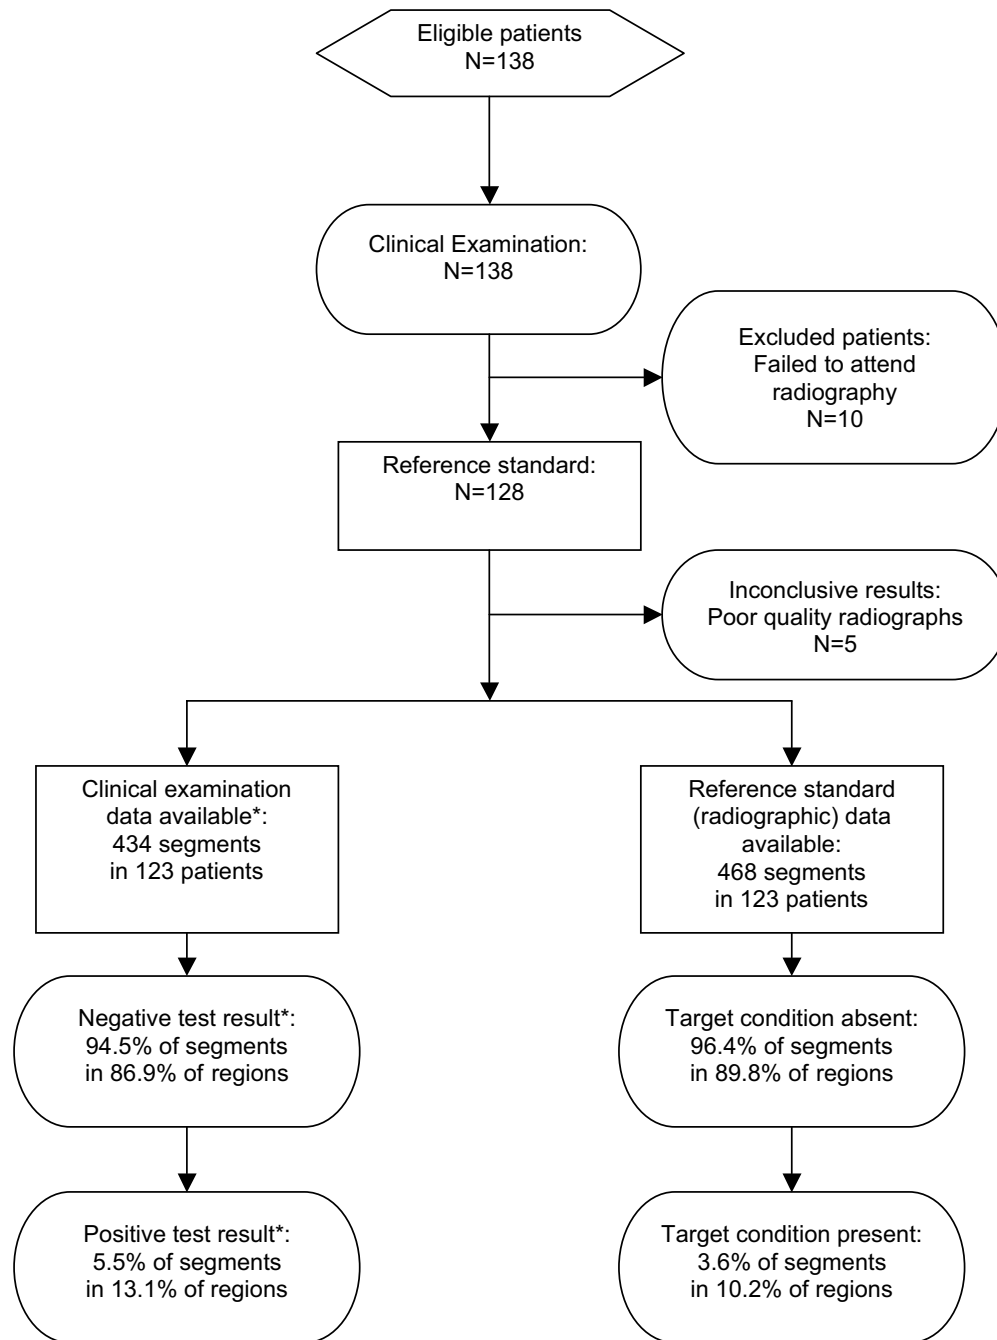 Eligible patients
N=138
Clinical Examination:
N=138
Excluded patients:
Failed to attend
radiography
N=10
Reference standard:
N=128
Inconclusive results:
Poor quality radiographs
N=5
Clinical examination
data available*:
434 segments
in 123 patients
Reference standard
(radiographic) data
available:
468 segments
in 123 patients
Negative test result*:
94.5% of segments
in 86.9% of regions
Target condition absent:
96.4% of segments
in 89.8% of regions
Positive test result*:
5.5% of segments
in 13.1% of regions
Target condition present:
3.6% of segments
in 10.2% of regions